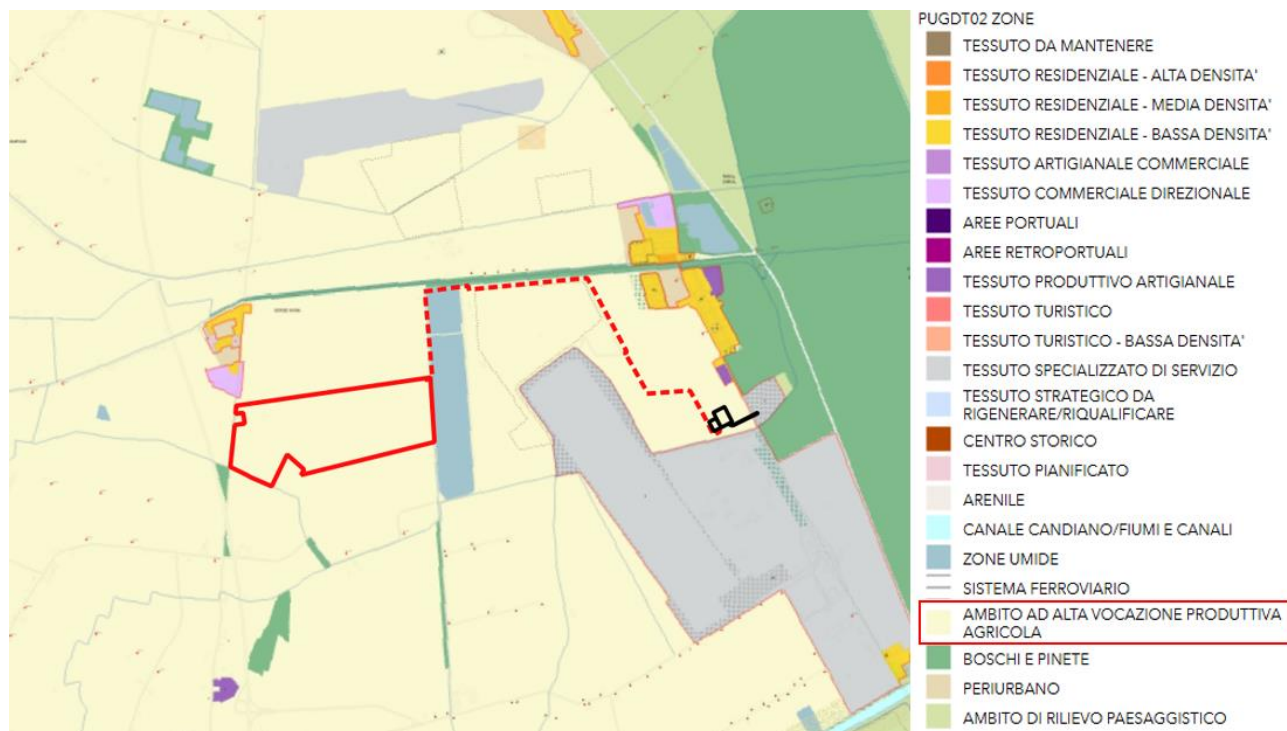 PUGDT02 ZONE
TESSUTO DA MANTENERE
TESSUTO RESIDENZIALE - ALTA DENSITA'
TESSUTO RESIDENZIALE - MEDIA DENSITA'
TESSUTO RESIDENZIALE - BASSA DENSITA'
TESSUTO ARTIGIANALE COMMERCIALE
TESSUTO COMMERCIALE DIREZIONALE
AREE PORTUALI
AREE RETROPORTUALI
TESSUTO PRODUTTIVO ARTIGIANALE
TESSUTO TURISTICO
TESSUTO TURISTICO - BASSA DENSITA'
TESSUTO SPECIALIZZATO DI SERVIZIO
TESSUTO STRATEGICO DA
RIGENERARE/RIQUALIFICARE
CENTRO STORICO
TESSUTO PIANIFICATO
ARENILE
CANALE CANDIANO/FIUMI E CANALI
ZONE UMIDE
SISTEMA FERROVIARIO
AMBITO AD ALTA VOCAZIONE PRODUTTIVA
AGRICOLA
BOSCHI E PINETE
PERIURBANO
AMBITO DI RILIEVO PAESAGGISTICO